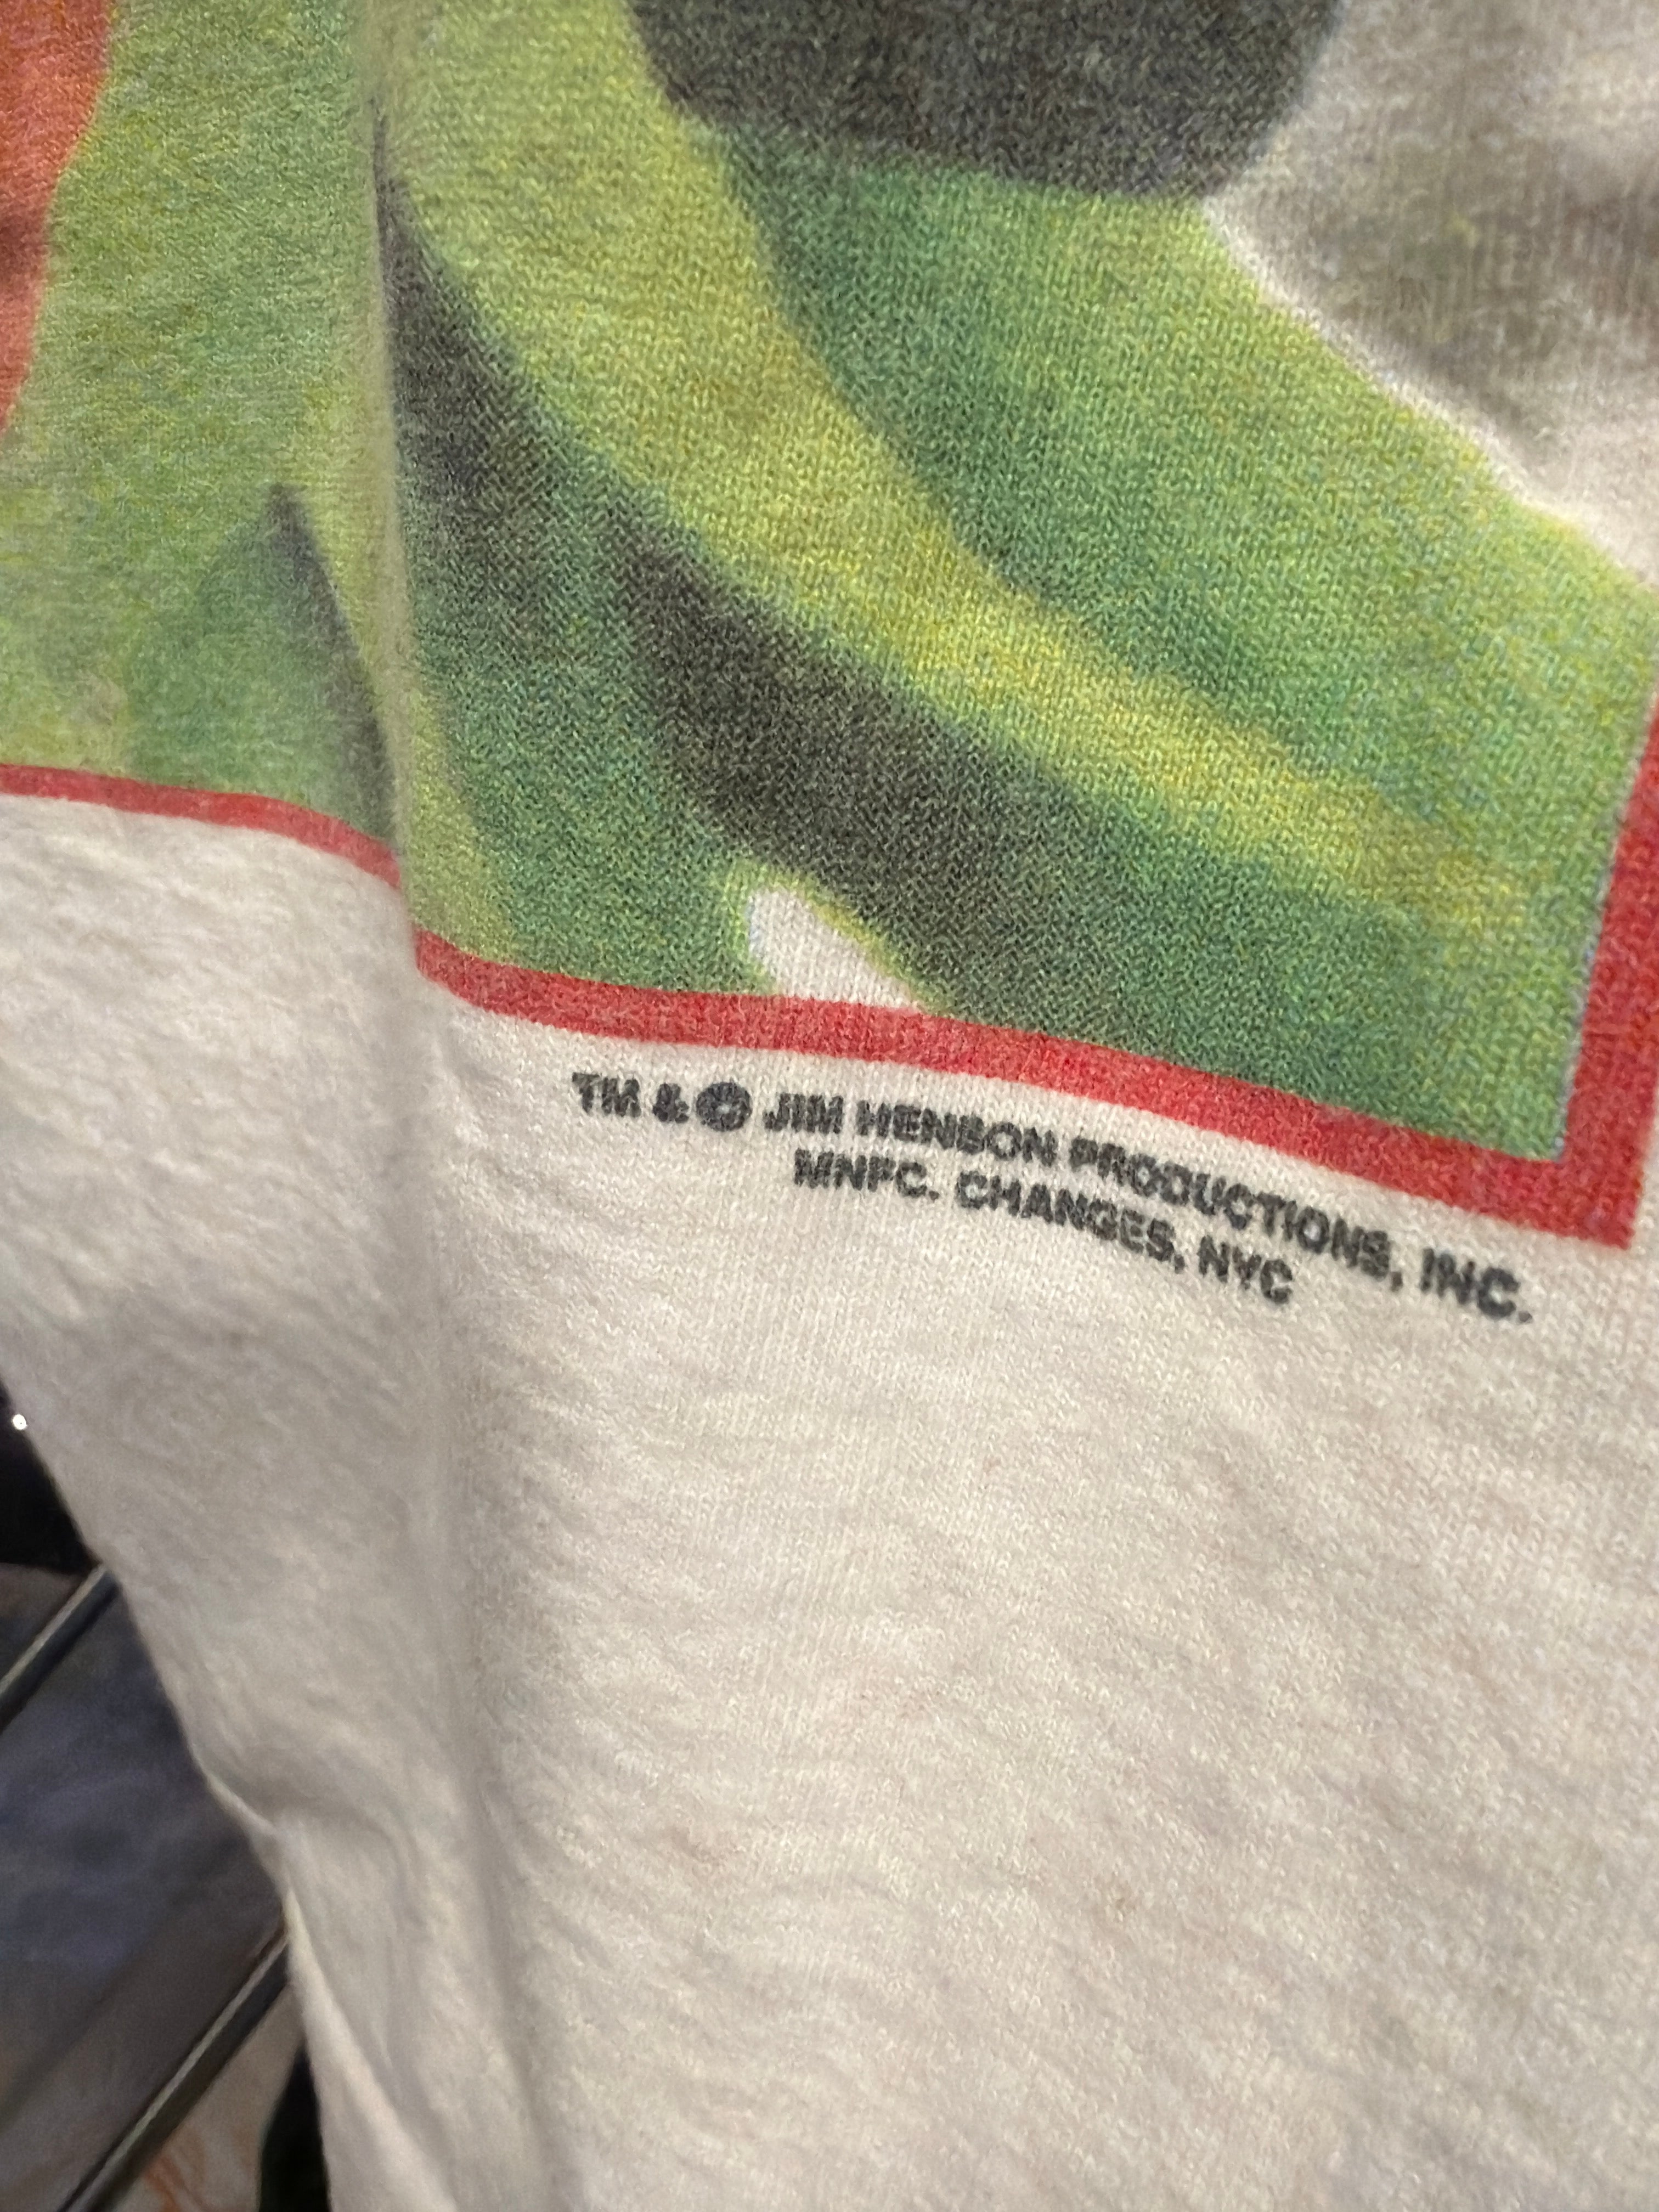 TM & © JIM HENSON PRODUCTIONS, INC.
MNFC. CHANGES, NYC